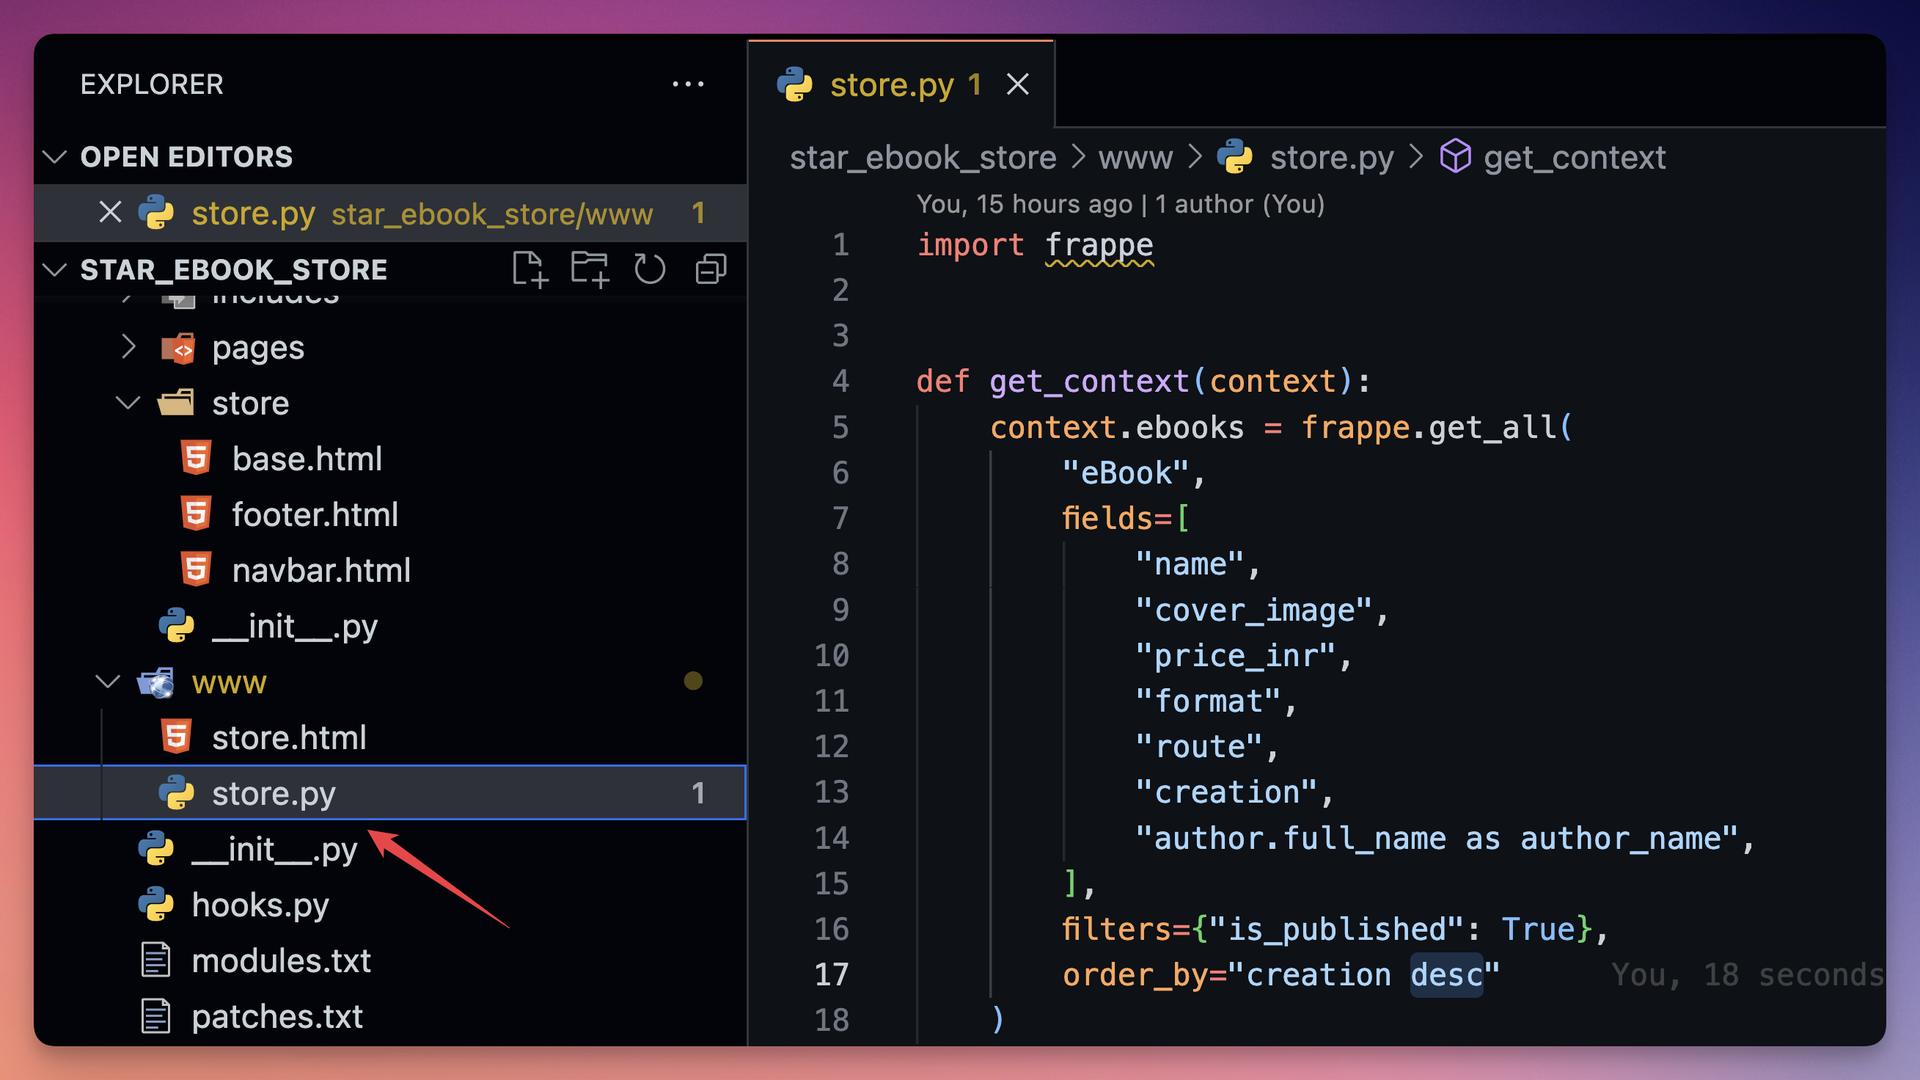 EXPLORER
OPEN EDITORS
store.py star_ebook_store/www 1
STAR_EBOOK_STORE
includes
pages
store
base.html
footer.html
navbar.html
__init__.py
www
store.html
store.py 1
__init__.py
hooks.py
modules.txt
patches.txt
store.py 1
star_ebook_store > www > store.py > get_context
You, 15 hours ago | 1 author (You)
1 import frappe
2
3
4 def get_context(context):
5 context.ebooks = frappe.get_all(
6 "eBook",
7 fields=[
8 "name",
9 "cover_image",
10 "price_inr",
11 "format",
12 "route",
13 "creation",
14 "author.full_name as author_name",
15 ],
16 filters={"is_published": True},
17 order_by="creation desc" You, 18 seconds
18 )